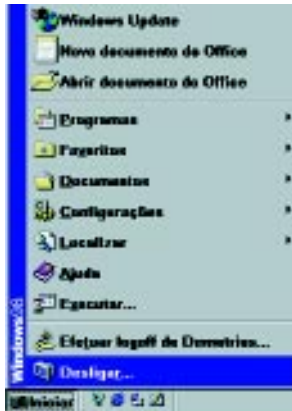 Windows Update
Novo documento do Office
Abrir documento do Office
Programas
Favoritos
Documentos
Configurações
Localizar
Ajuda
Executar...
Efetuar logoff de Demetrius...
Desligar...
Windows98
Iniciar